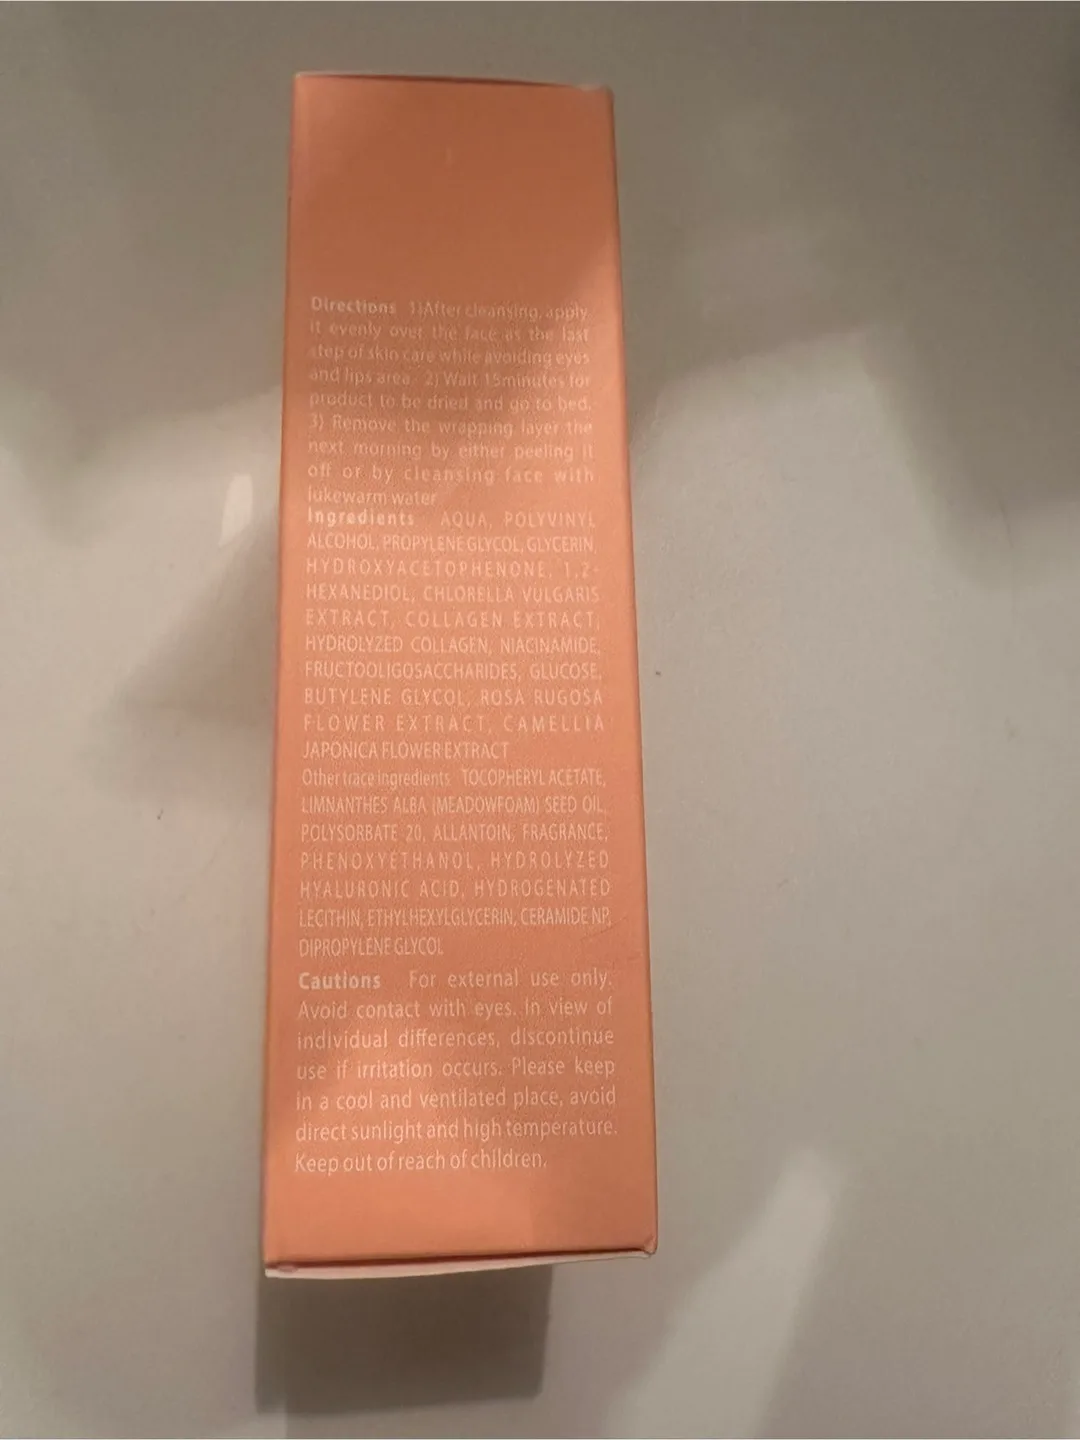 Directions 1)After cleansing, apply
it evenly over the face as the last
step of skin care while avoiding eyes
and lips area 2) Wait 15minutes for
product to be dried and go to bed.
3) Remove the wrapping layer the
next morning by either peeling it
off or by cleansing face with
lukewarm water
Ingredients AQUA, POLYVINYL
ALCOHOL, PROPYLENE GLYCOL, GLYCERIN,
HYDROXYACETOPHENONE, 1,2-
HEXANEDIOL, CHLORELLA VULGARIS
EXTRACT, COLLAGEN EXTRACT,
HYDROLYZED COLLAGEN, NIACINAMIDE,
FRUCTOOLIGOSACCHARIDES, GLUCOSE,
BUTYLENE GLYCOL, ROSA RUGOSA
FLOWER EXTRACT, CAMELLIA
JAPONICA FLOWER EXTRACT
Other trace ingredients TOCOPHERYL ACETATE,
LIMNANTHES ALBA (MEADOWFOAM) SEED OIL,
POLYSORBATE 20, ALLANTOIN, FRAGRANCE,
PHENOXYETHANOL, HYDROLYZED
HYALURONIC ACID, HYDROGENATED
LECITHIN, ETHYLHEXYLGLYCERIN, CERAMIDE NP,
DIPROPYLENE GLYCOL
Cautions For external use only.
Avoid contact with eyes. In view of
individual differences, discontinue
use if irritation occurs. Please keep
in a cool and ventilated place, avoid
direct sunlight and high temperature.
Keep out of reach of children.